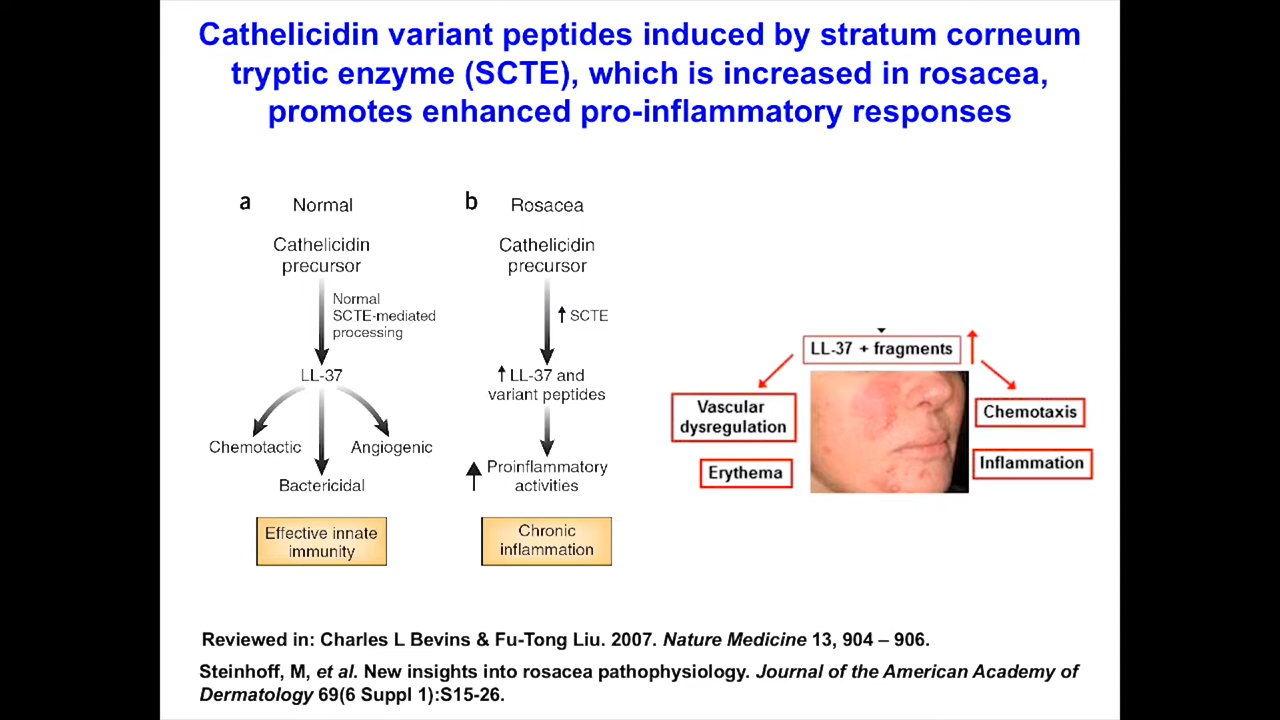 Cathelicidin variant peptides induced by stratum corneum
tryptic enzyme (SCTE), which is increased in rosacea,
promotes enhanced pro-inflammatory responses
a Normal
Cathelicidin
precursor
Normal
SCTE-mediated
processing
LL-37
Chemotactic
Angiogenic
Bactericidal
Effective innate
immunity
b Rosacea
Cathelicidin
precursor
↑ SCTE
↑ LL-37 and
variant peptides
↑ Proinflammatory
activities
Chronic
inflammation
LL-37 + fragments ↑
Vascular
dysregulation
Erythema
Chemotaxis
Inflammation
Reviewed in: Charles L Bevins & Fu-Tong Liu. 2007. Nature Medicine 13, 904 – 906.
Steinhoff, M, et al. New insights into rosacea pathophysiology. Journal of the American Academy of
Dermatology 69(6 Suppl 1):S15-26.